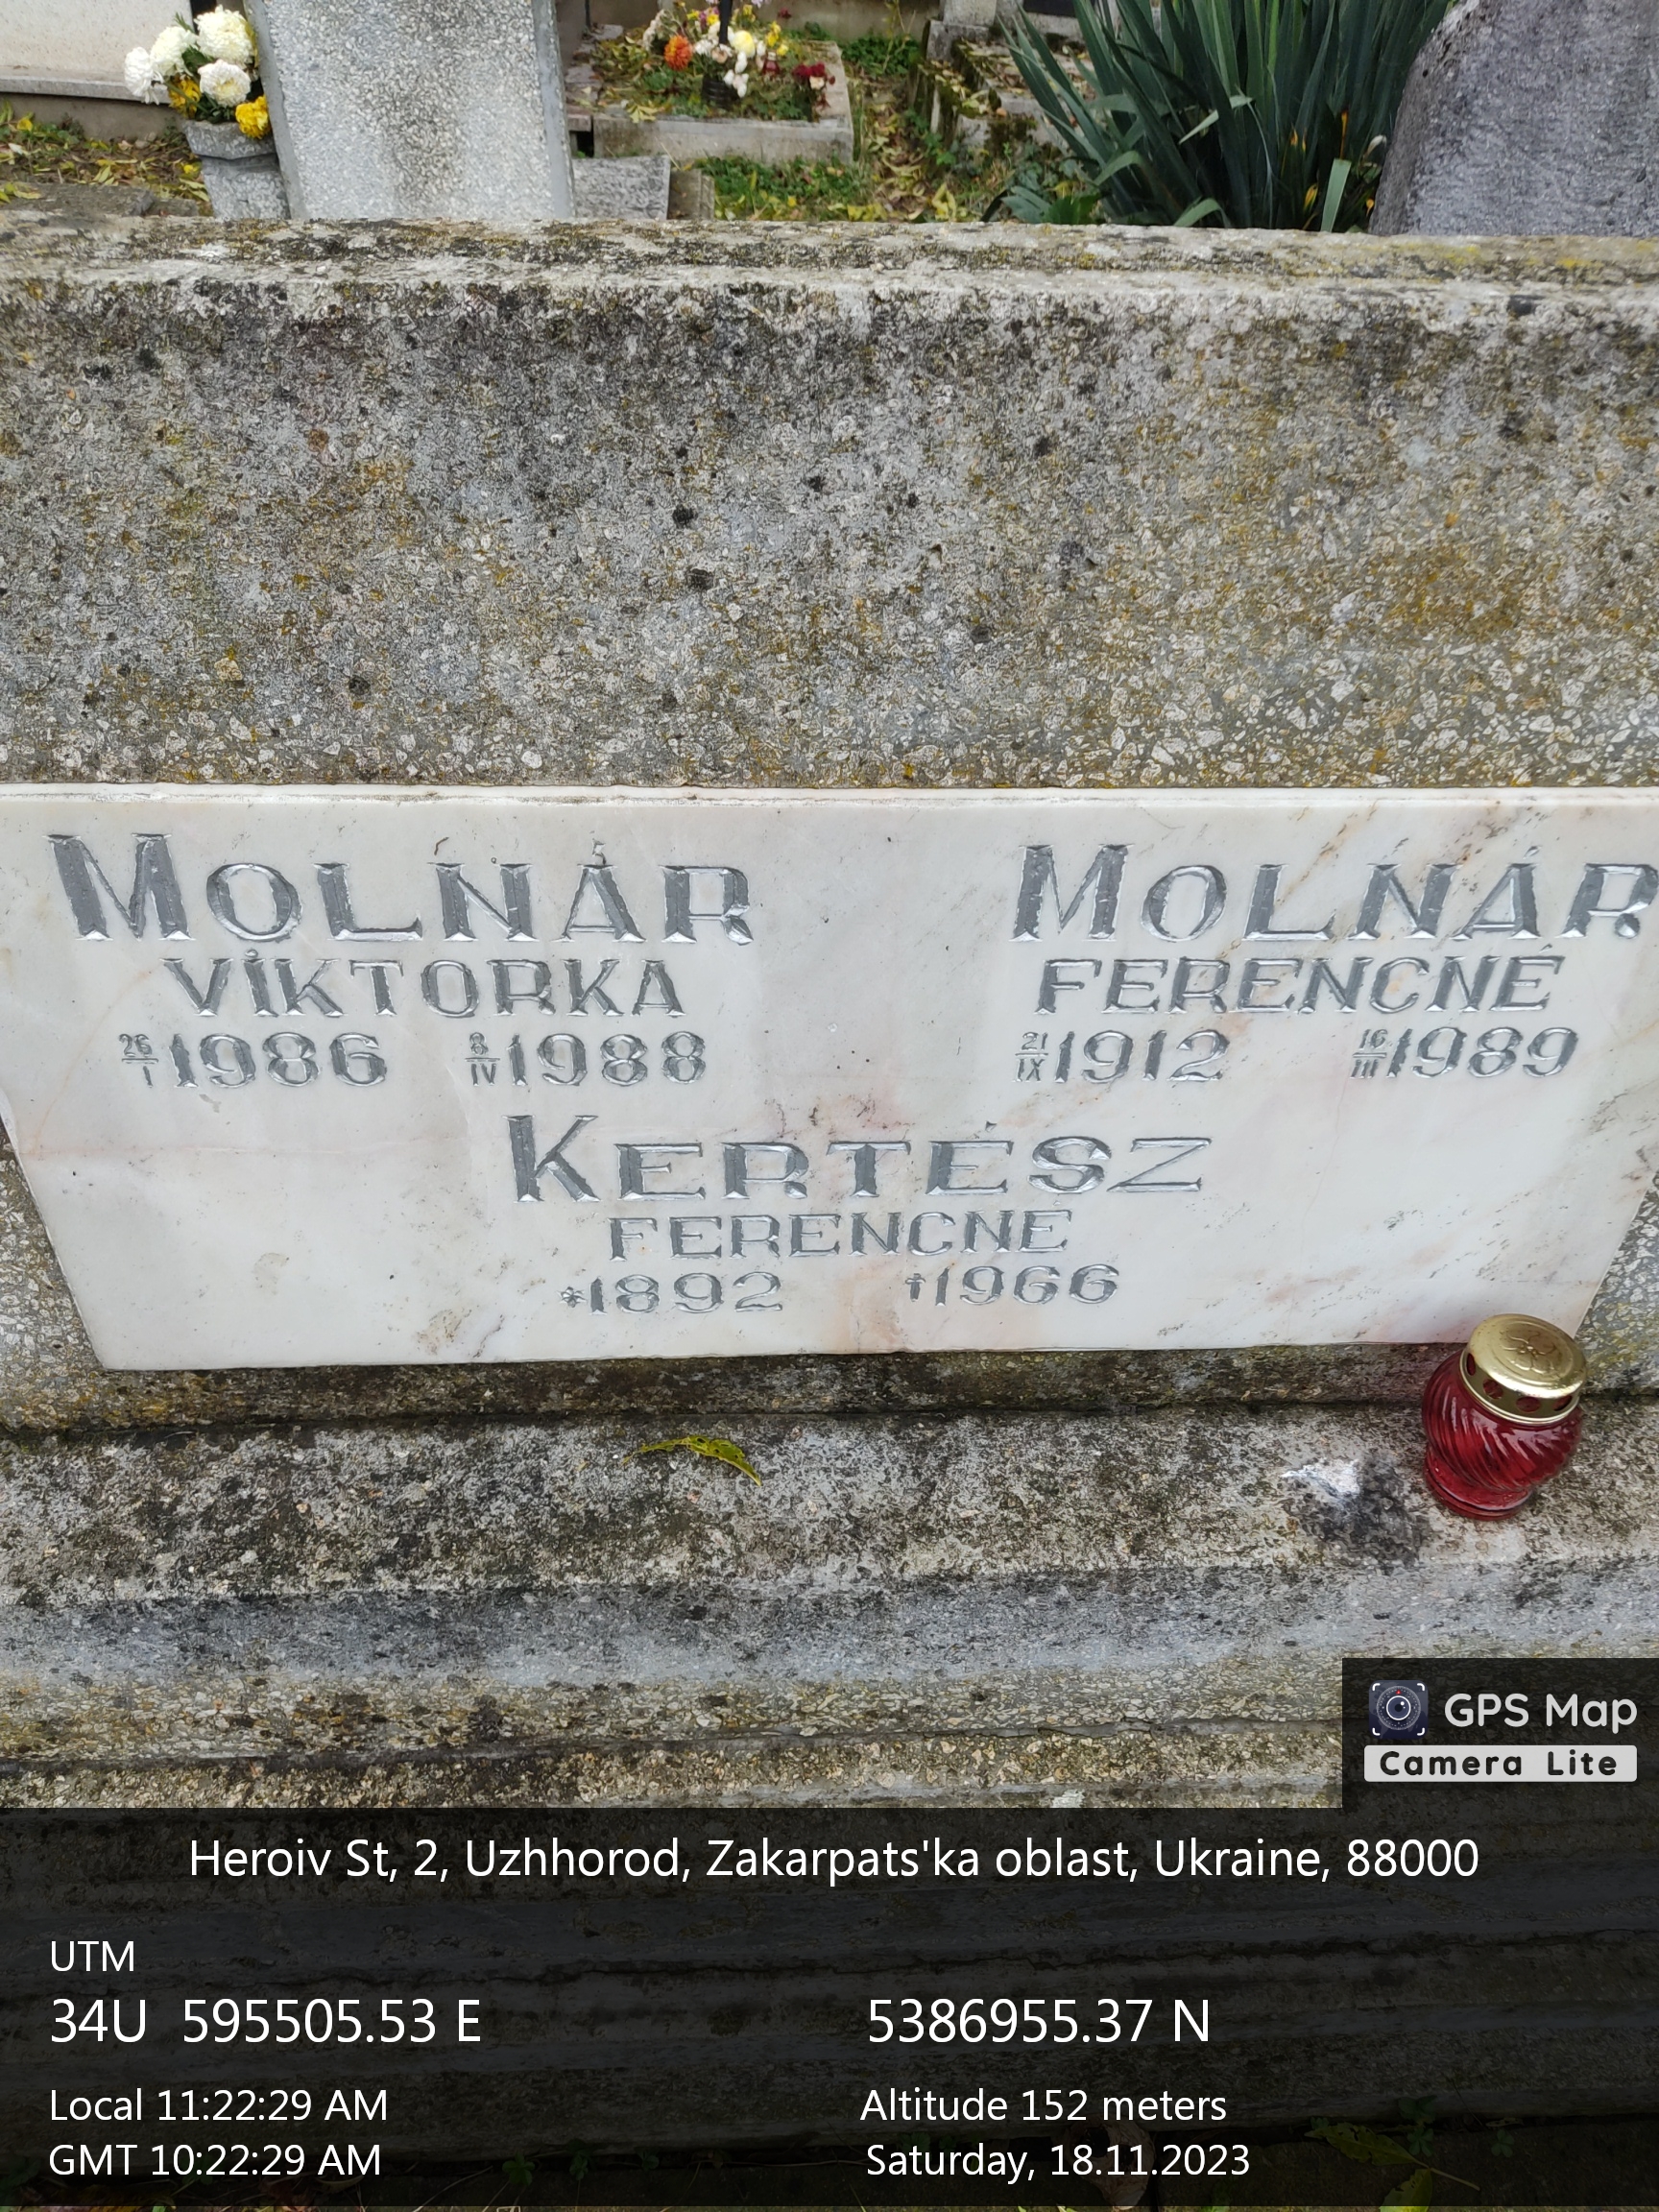 MOLNÁR
VIKTORKA
26/I 1986 8/IV 1988
MOLNÁR
FERENCNÉ
21/IX 1912 16/III 1989
KERTÉSZ
FERENCNE
*1892 †1966
GPS Map
Camera Lite
Heroiv St, 2, Uzhhorod, Zakarpats'ka oblast, Ukraine, 88000
UTM
34U 595505.53 E 5386955.37 N
Local 11:22:29 AM Altitude 152 meters
GMT 10:22:29 AM Saturday, 18.11.2023